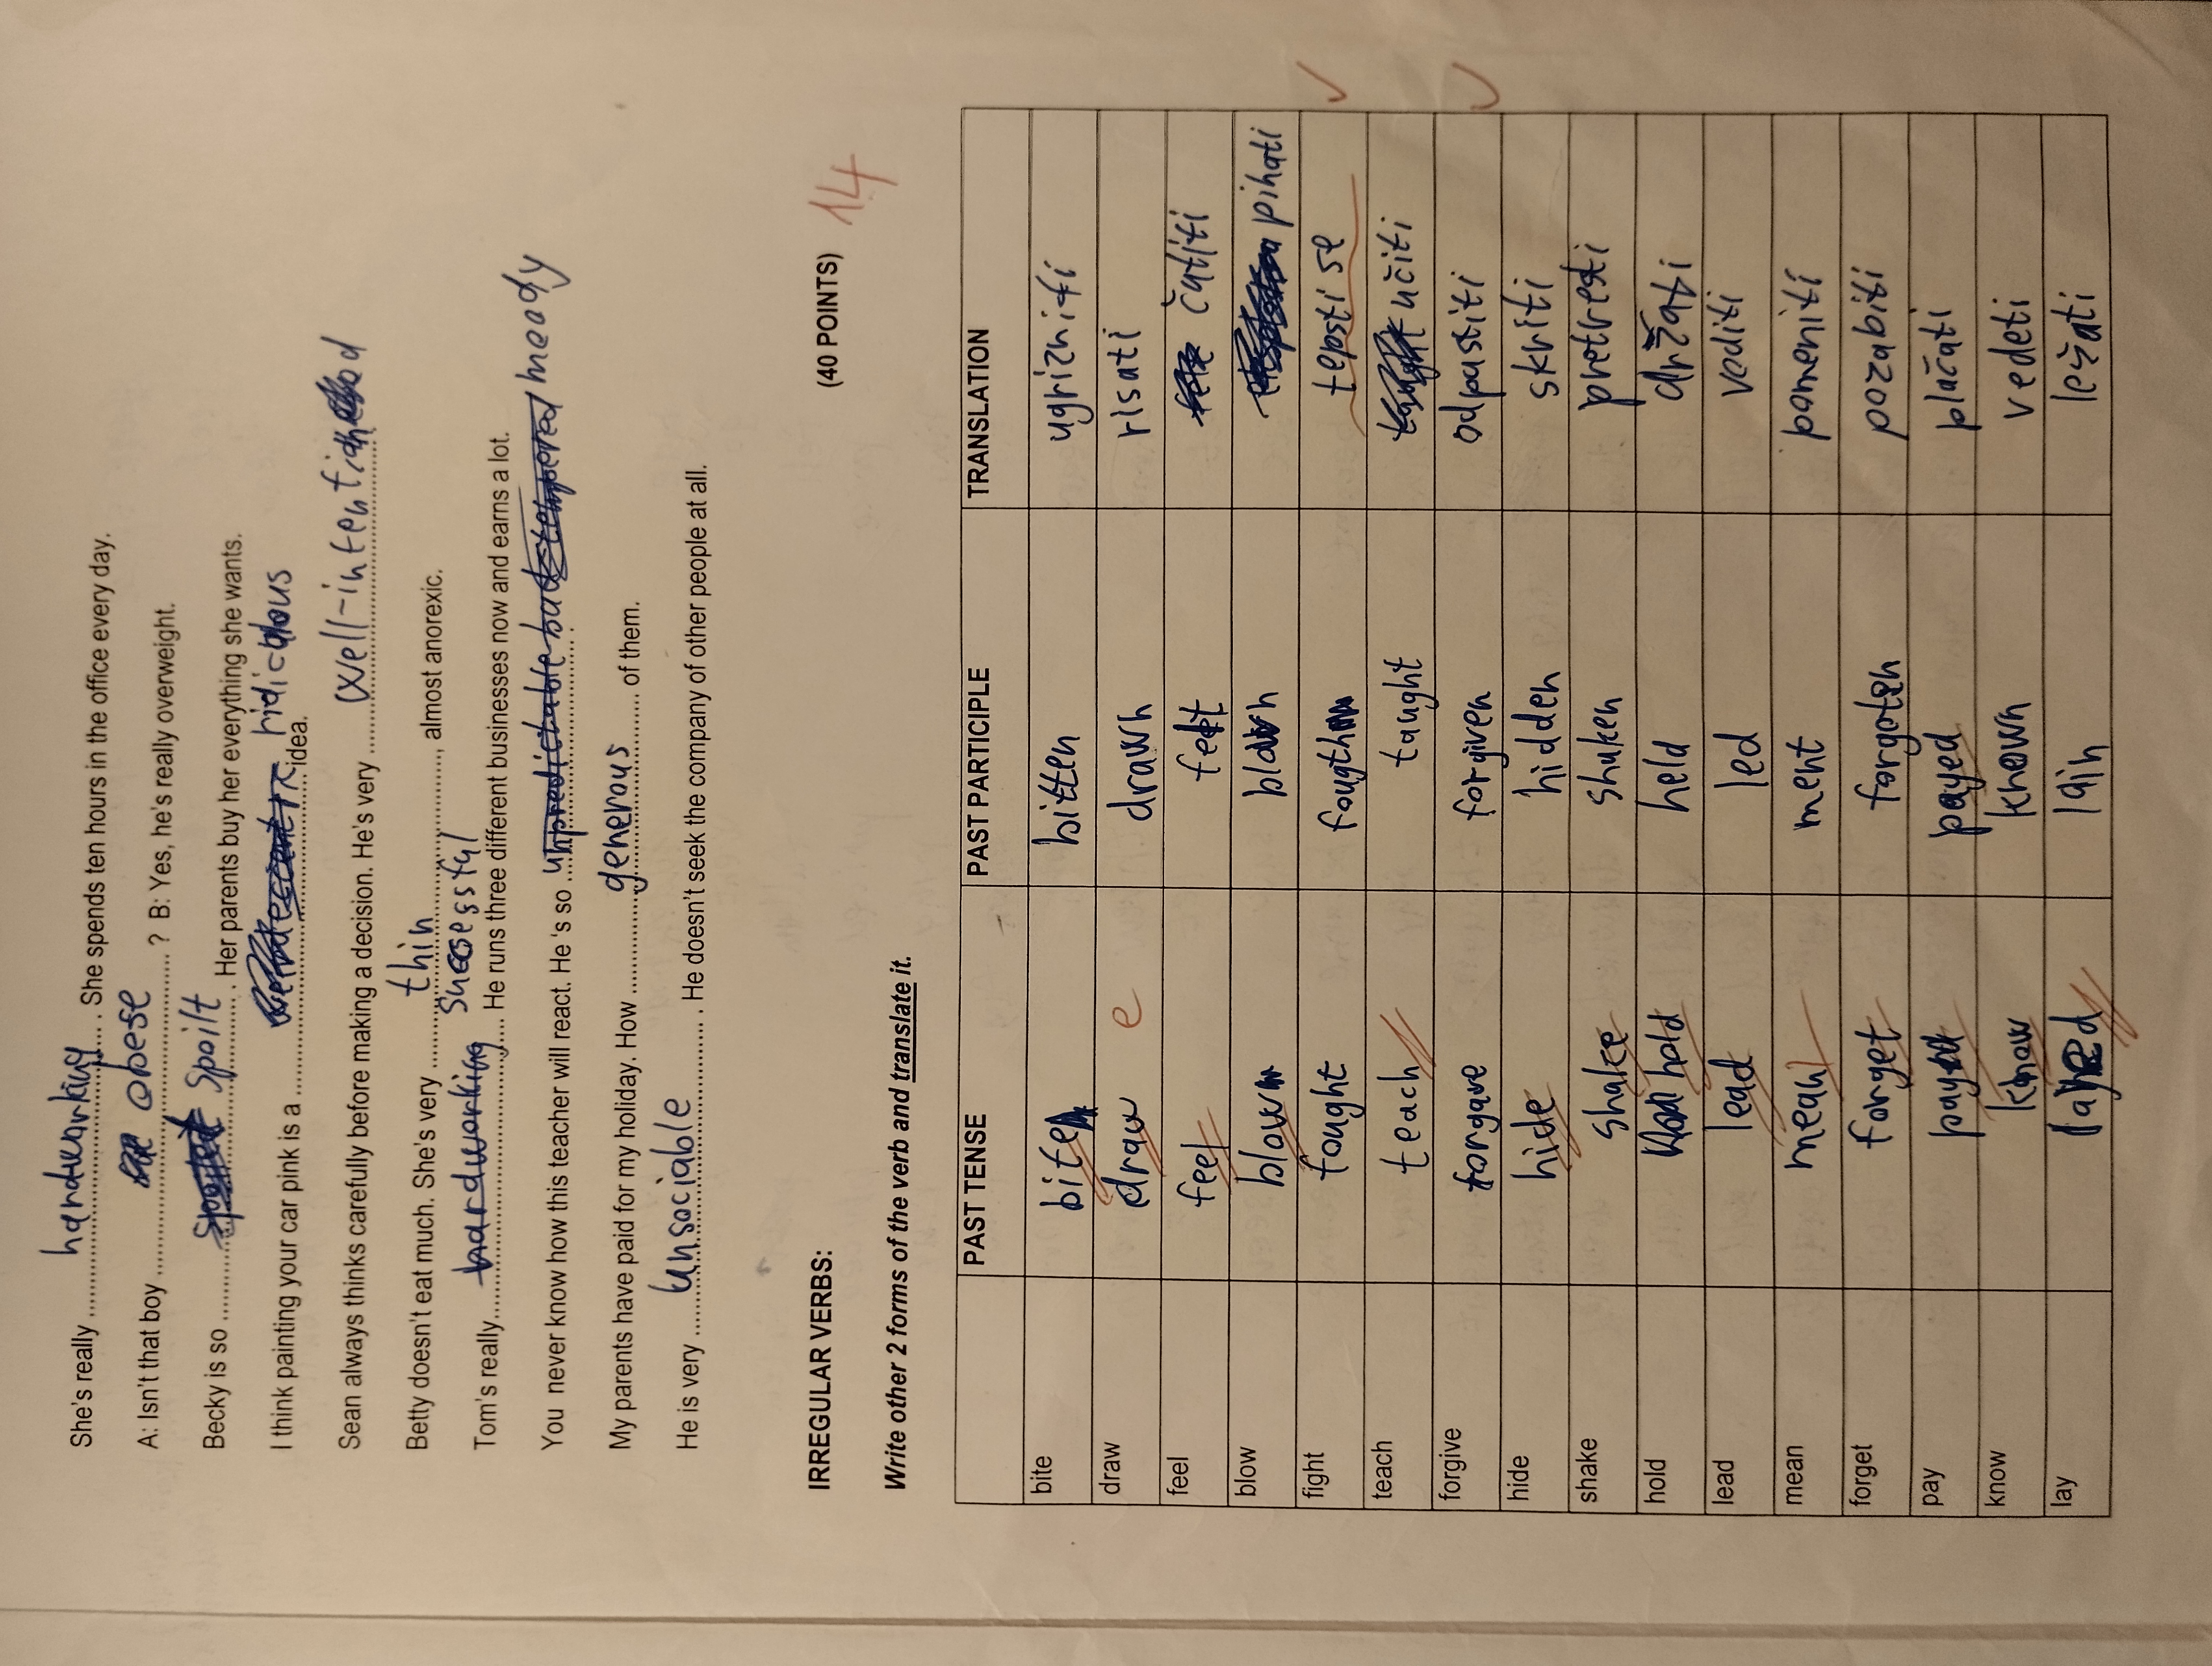 She's really hardworking . She spends ten hours in the office every day.
A: Isn't that boy obese ? B: Yes, he's really overweight.
Becky is so spoiled Spoilt . Her parents buy her everything she wants.
I think painting your car pink is a ridiculous idea.
Sean always thinks carefully before making a decision. He's very well-intentioned
Betty doesn't eat much. She's very thin, almost anorexic.
Tom's really hardworking successful . He runs three different businesses now and earns a lot.
You never know how this teacher will react. He 's so unpredictable bad-tempered moody
My parents have paid for my holiday. How generous of them.
He is very unsociable . He doesn't seek the company of other people at all.
IRREGULAR VERBS: (40 POINTS) 14
Write other 2 forms of the verb and translate it.
PAST TENSE PAST PARTICIPLE TRANSLATION
bite bite bitten ugrizniti
draw draw e drawn risati
feel feel felt čutiti
blow blow blown pihati
fight fought fougth tepsti se
teach teach taught učiti
forgive forgave forgiven odpustiti
hide hide hidden skriti
shake shake shaken pretresti
hold hold held držati
lead lead led voditi
mean mean ment pomeniti
forget forget forgoten pozabiti
pay payed payed plačati
know know known vedeti
lay layed lain ležati